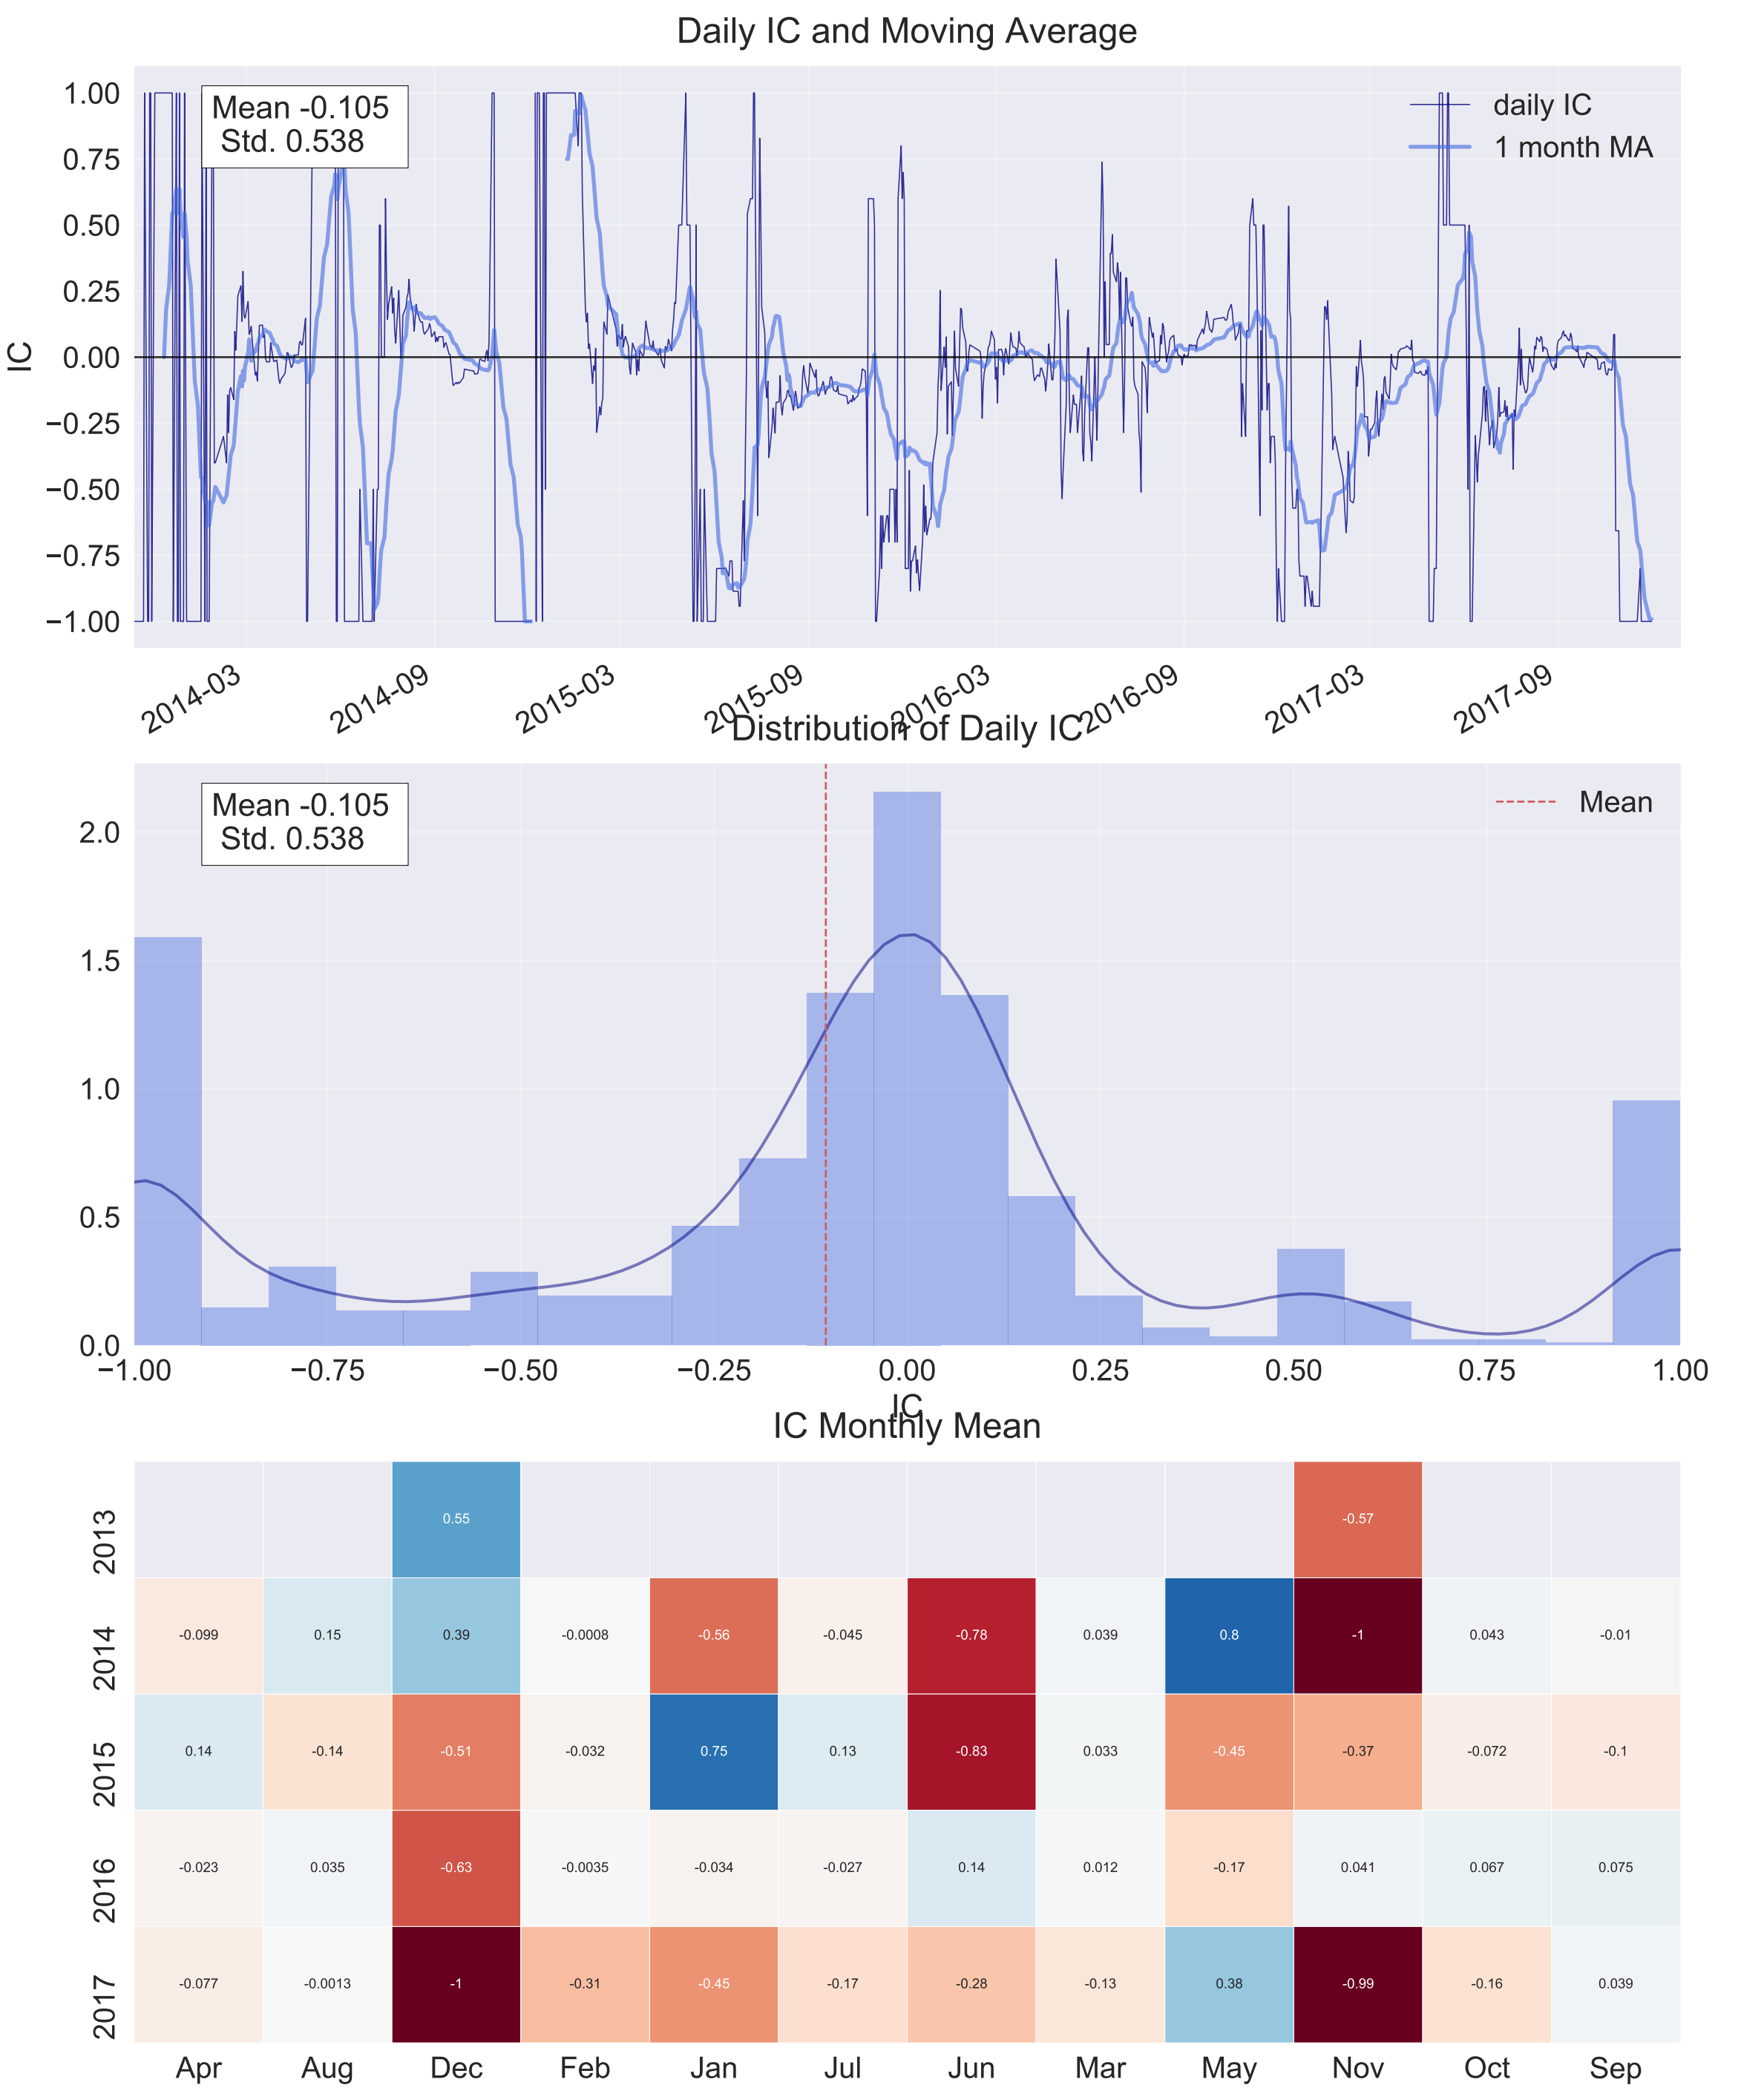 Daily IC and Moving Average
1.00
0.75
0.50
0.25
0.00
−0.25
−0.50
−0.75
−1.00
IC
Mean -0.105
Std. 0.538
daily IC
1 month MA
2014-03
2014-09
2015-03
2015-09
2016-03
2016-09
2017-03
2017-09
Distribution of Daily IC
2.0
1.5
1.0
0.5
0.0
Mean -0.105
Std. 0.538
Mean
−1.00 −0.75 −0.50 −0.25 0.00 0.25 0.50 0.75 1.00
IC
IC Monthly Mean
2013 0.55 -0.57
2014 -0.099 0.15 0.39 -0.0008 -0.56 -0.045 -0.78 0.039 0.8 -1 0.043 -0.01
2015 0.14 -0.14 -0.51 -0.032 0.75 0.13 -0.83 0.033 -0.45 -0.37 -0.072 -0.1
2016 -0.023 0.035 -0.63 -0.0035 -0.034 -0.027 0.14 0.012 -0.17 0.041 0.067 0.075
2017 -0.077 -0.0013 -1 -0.31 -0.45 -0.17 -0.28 -0.13 0.38 -0.99 -0.16 0.039
Apr Aug Dec Feb Jan Jul Jun Mar May Nov Oct Sep